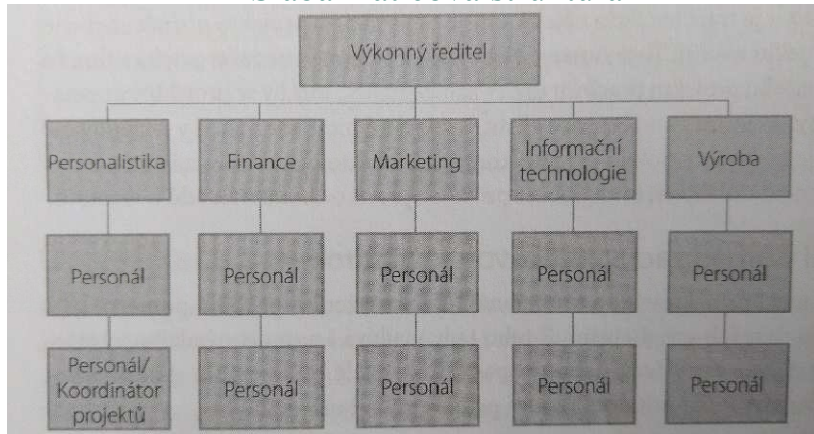 Výkonný ředitel
Personalistika
Finance
Marketing
Informační
technologie
Výroba
Personál
Personál
Personál
Personál
Personál
Personál/
Koordinátor
projektů
Personál
Personál
Personál
Personál